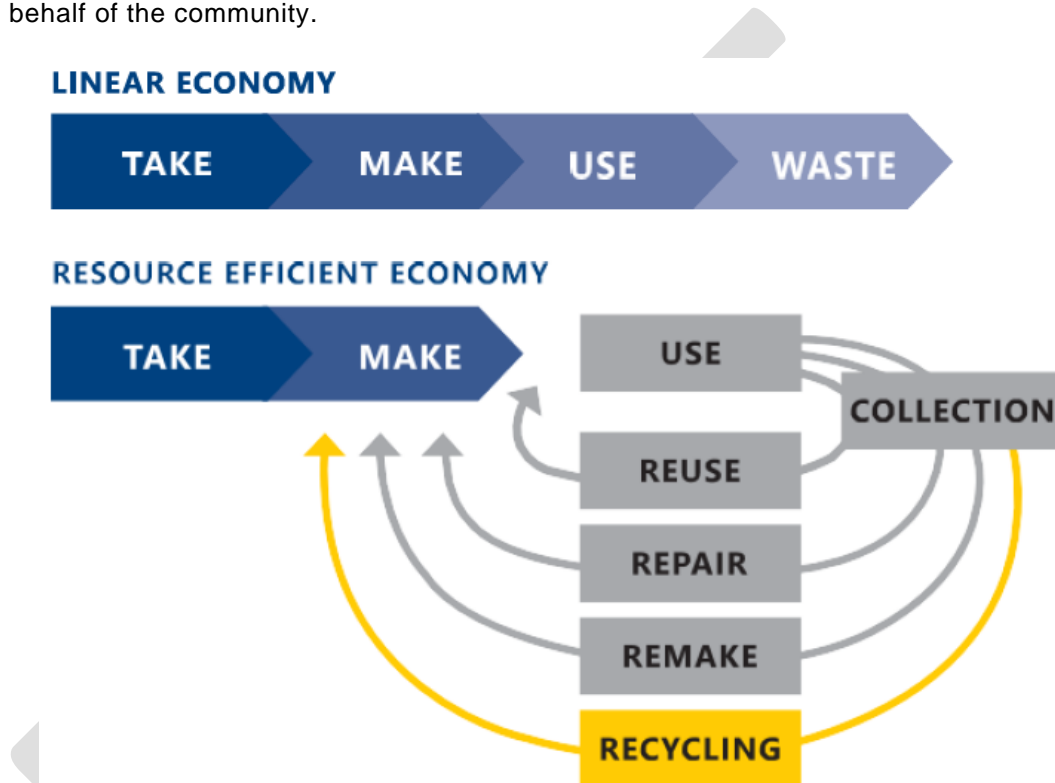 behalf of the community.
LINEAR ECONOMY
TAKE MAKE USE WASTE
RESOURCE EFFICIENT ECONOMY
TAKE MAKE USE
COLLECTION
REUSE
REPAIR
REMAKE
RECYCLING